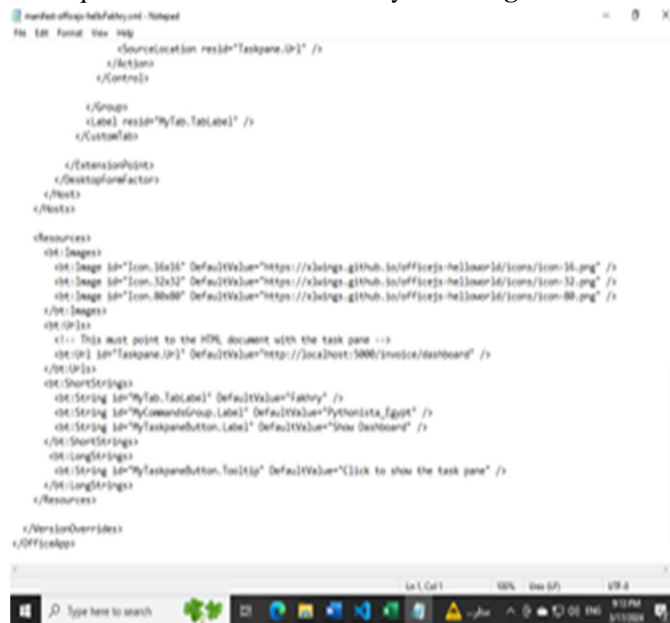 manifest-officejs-helloFakhry.xml - Notepad
File Edit Format View Help
<SourceLocation resid="Taskpane.Url" />
</Action>
</Control>
</Group>
<Label resid="MyTab.TabLabel" />
</CustomTab>
</ExtensionPoint>
</DesktopFormFactor>
</Host>
</Hosts>
<Resources>
<bt:Images>
<bt:Image id="Icon.16x16" DefaultValue="https://xlwings.github.io/officejs-helloworld/icons/icon-16.png" />
<bt:Image id="Icon.32x32" DefaultValue="https://xlwings.github.io/officejs-helloworld/icons/icon-32.png" />
<bt:Image id="Icon.80x80" DefaultValue="https://xlwings.github.io/officejs-helloworld/icons/icon-80.png" />
</bt:Images>
<bt:Urls>
<!-- This must point to the HTML document with the task pane -->
<bt:Url id="Taskpane.Url" DefaultValue="http://localhost:5000/invoice/dashboard" />
</bt:Urls>
<bt:ShortStrings>
<bt:String id="MyTab.TabLabel" DefaultValue="Fakhry" />
<bt:String id="MyCommandsGroup.Label" DefaultValue="Pythonista_Egypt" />
<bt:String id="MyTaskpaneButton.Label" DefaultValue="Show Dashboard" />
</bt:ShortStrings>
<bt:LongStrings>
<bt:String id="MyTaskpaneButton.Tooltip" DefaultValue="Click to show the task pane" />
</bt:LongStrings>
</Resources>
</VersionOverrides>
</OfficeApp>
Ln 1, Col 1 100% Unix (LF) UTF-8
Type here to search ENG 9:13 PM